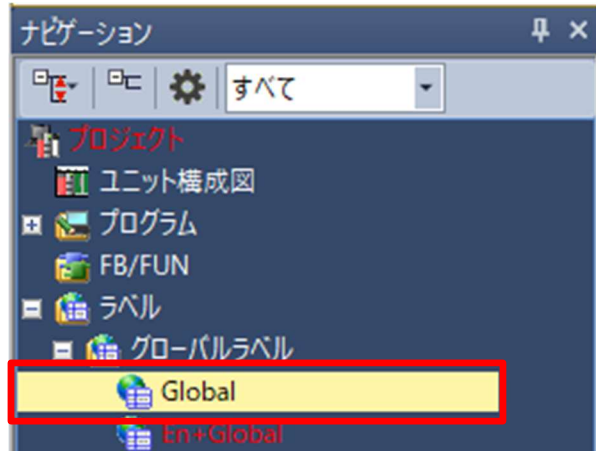 ナビゲーション
すべて
プロジェクト
ユニット構成図
プログラム
FB/FUN
ラベル
グローバルラベル
Global
En+Global